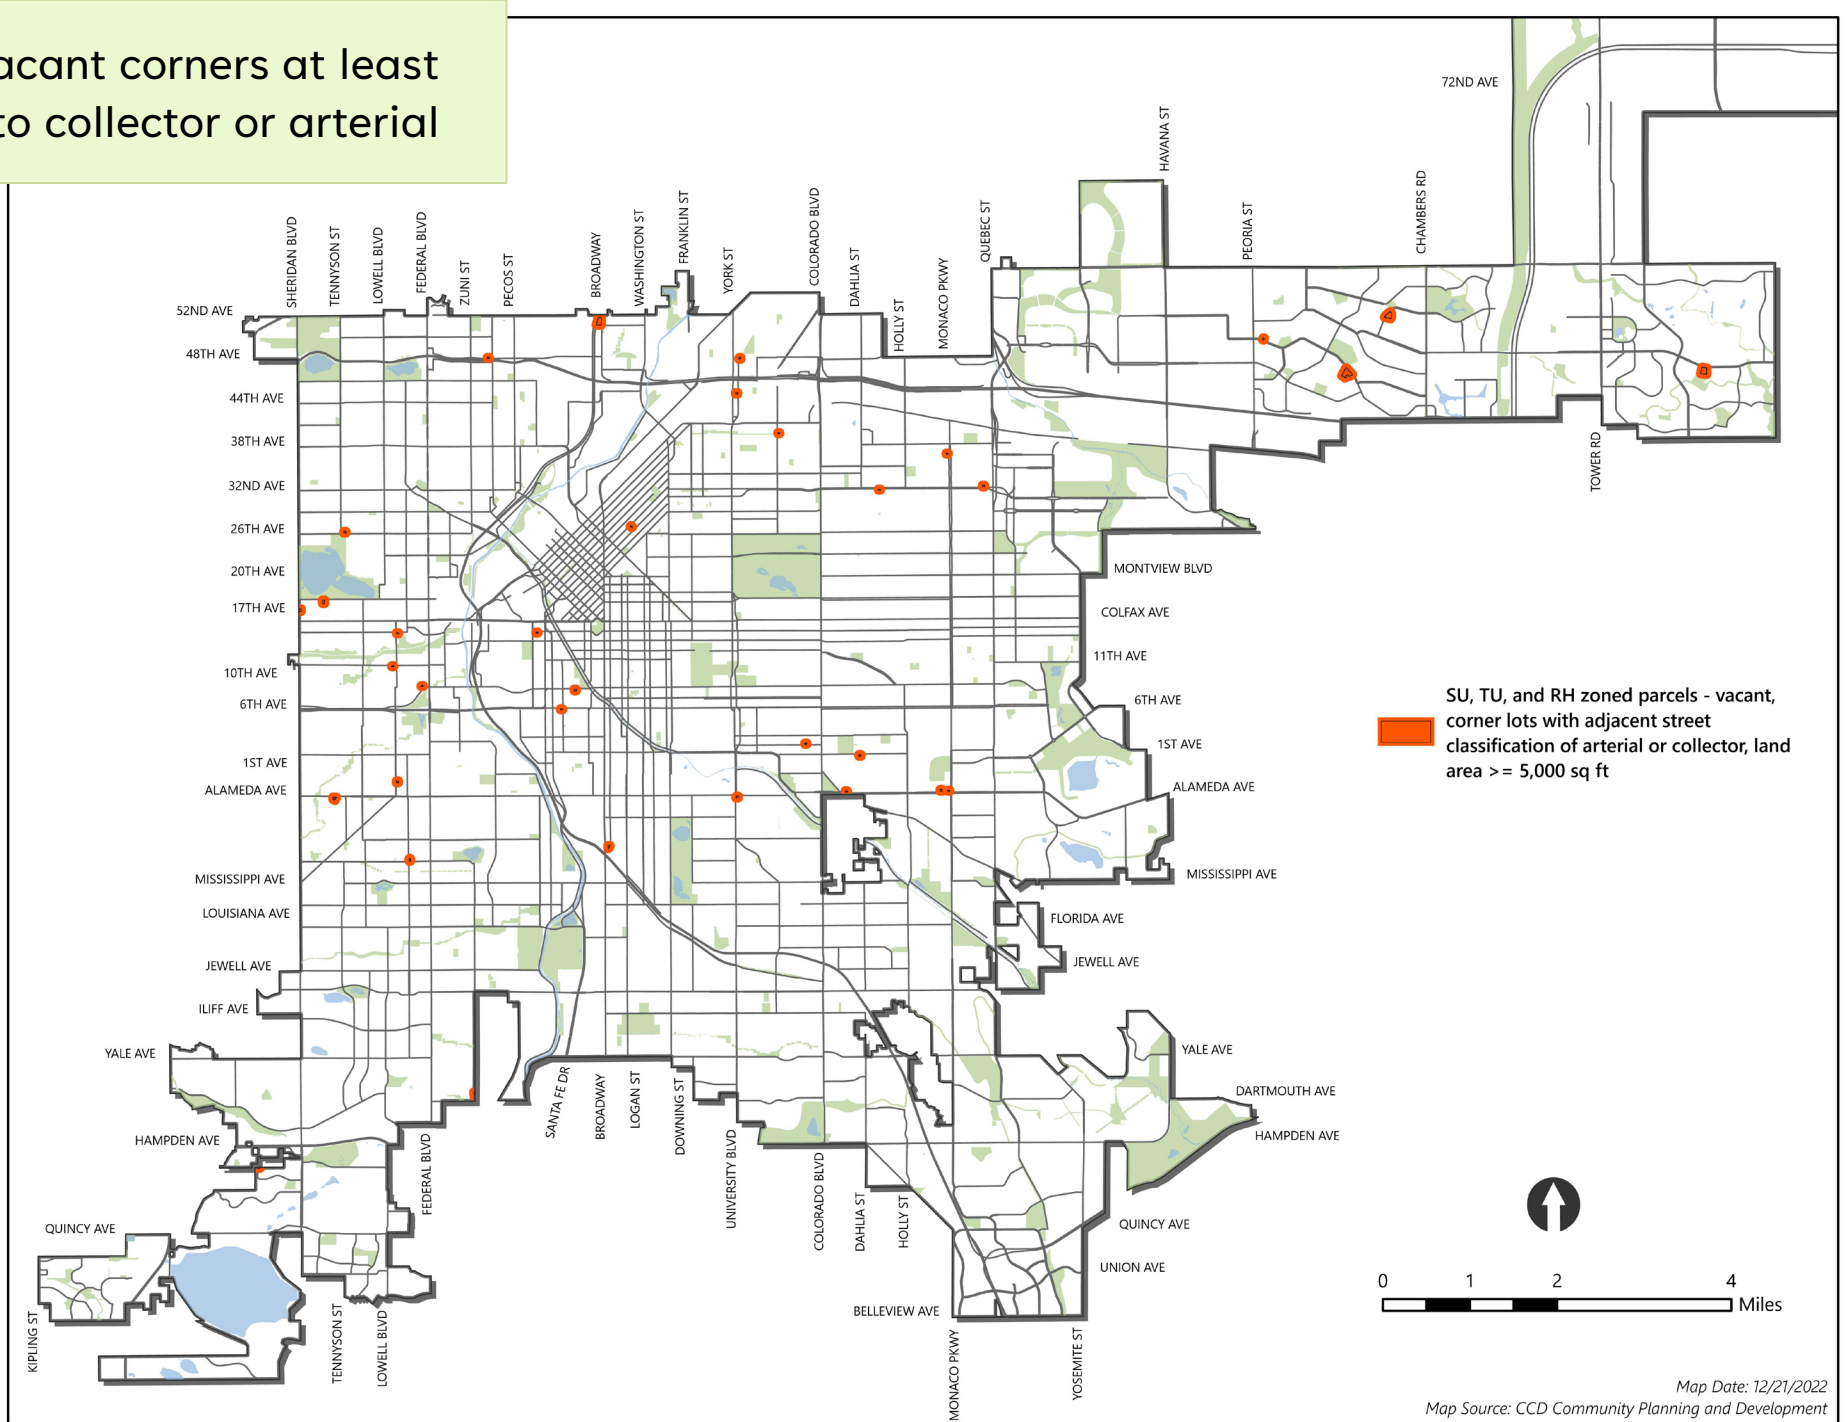 acant corners at least
to collector or arterial
72ND AVE
HAVANA ST
CHAMBERS RD
PEORIA ST
QUEBEC ST
COLORADO BLVD
FRANKLIN ST
WASHINGTON ST
YORK ST
DAHLIA ST
MONACO PKWY
HOLLY ST
BROADWAY
PECOS ST
ZUNI ST
FEDERAL BLVD
LOWELL BLVD
TENNYSON ST
SHERIDAN BLVD
52ND AVE
48TH AVE
44TH AVE
38TH AVE
32ND AVE
26TH AVE
20TH AVE
17TH AVE
10TH AVE
6TH AVE
1ST AVE
ALAMEDA AVE
MISSISSIPPI AVE
LOUISIANA AVE
JEWELL AVE
ILIFF AVE
YALE AVE
HAMPDEN AVE
QUINCY AVE
TOWER RD
MONTVIEW BLVD
COLFAX AVE
11TH AVE
6TH AVE
1ST AVE
ALAMEDA AVE
MISSISSIPPI AVE
FLORIDA AVE
JEWELL AVE
YALE AVE
DARTMOUTH AVE
HAMPDEN AVE
QUINCY AVE
UNION AVE
BELLEVIEW AVE
KIPLING ST
TENNYSON ST
LOWELL BLVD
FEDERAL BLVD
SANTA FE DR
BROADWAY
LOGAN ST
DOWNING ST
UNIVERSITY BLVD
COLORADO BLVD
DAHLIA ST
HOLLY ST
MONACO PKWY
YOSEMITE ST
SU, TU, and RH zoned parcels - vacant,
corner lots with adjacent street
classification of arterial or collector, land
area >= 5,000 sq ft
0 1 2 4
Miles
Map Date: 12/21/2022
Map Source: CCD Community Planning and Development